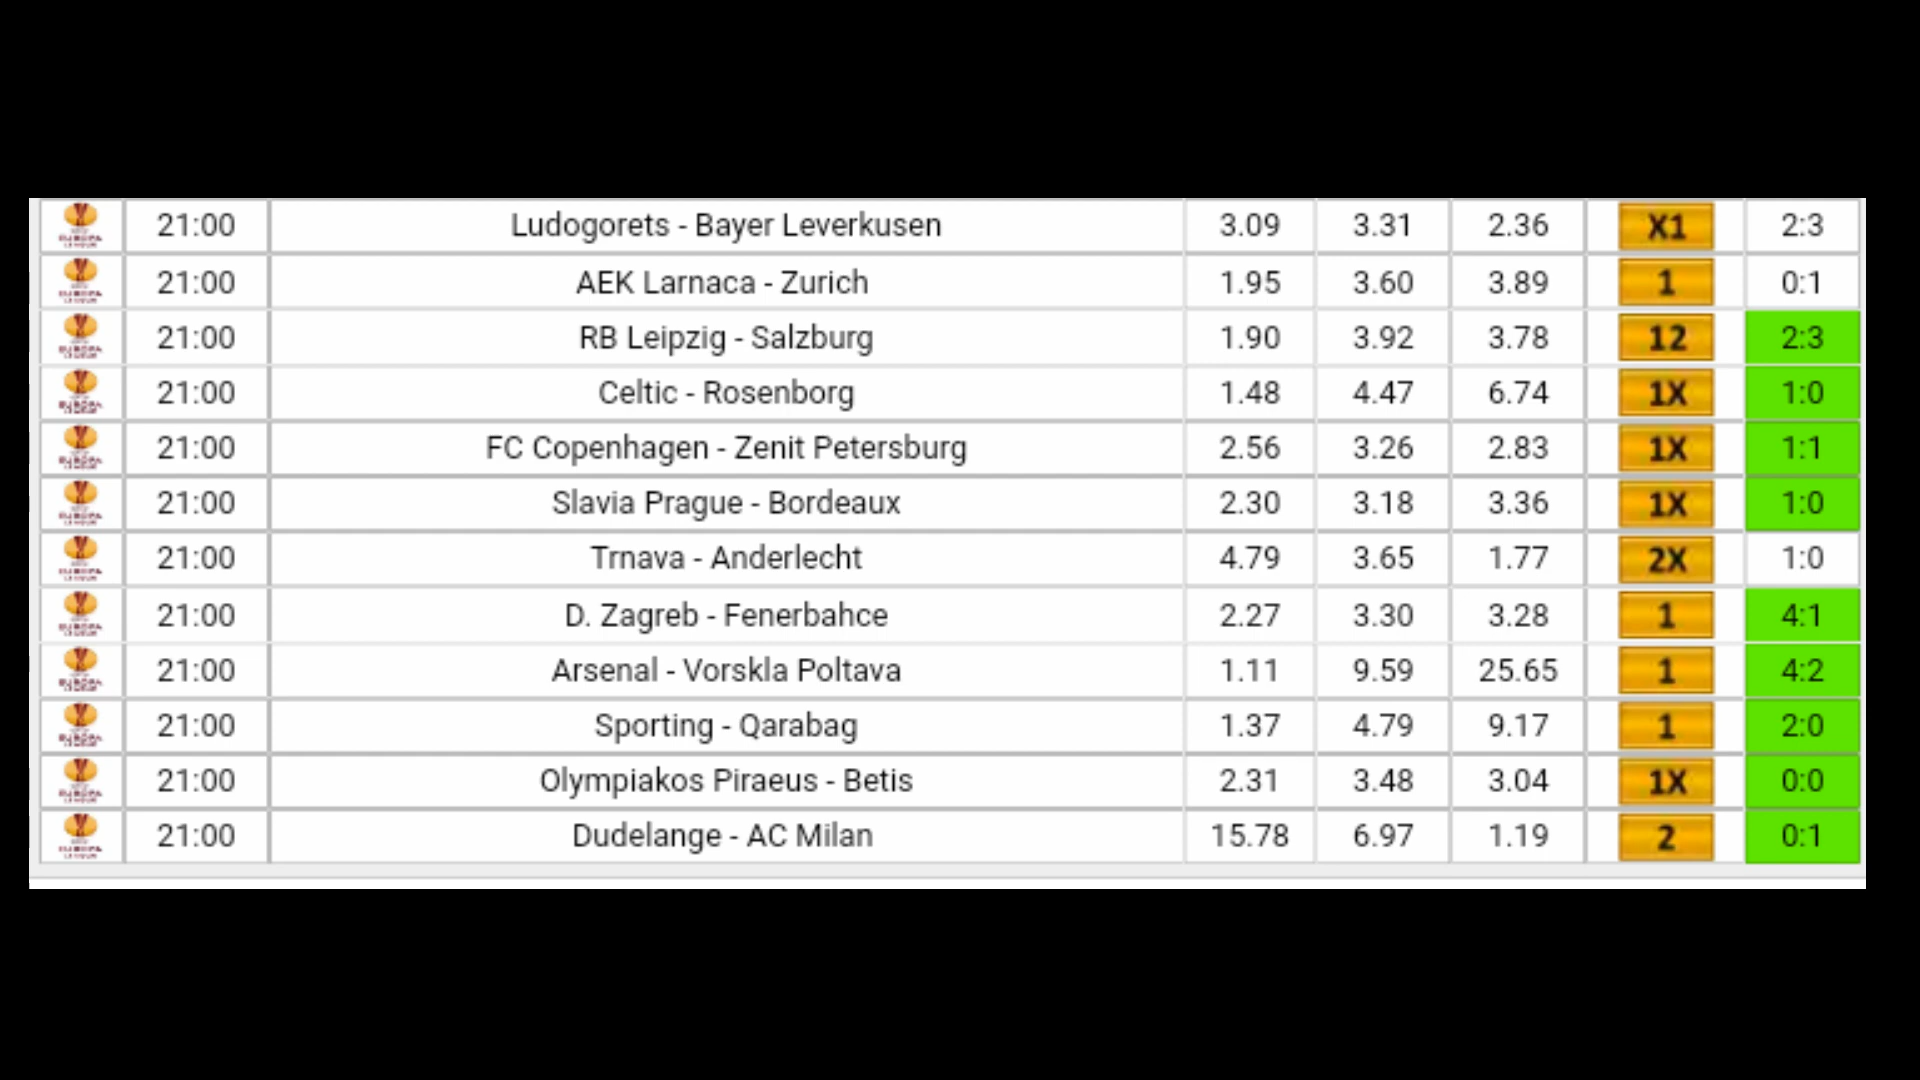 21:00 Ludogorets - Bayer Leverkusen 3.09 3.31 2.36 X1 2:3
21:00 AEK Larnaca - Zurich 1.95 3.60 3.89 1 0:1
21:00 RB Leipzig - Salzburg 1.90 3.92 3.78 12 2:3
21:00 Celtic - Rosenborg 1.48 4.47 6.74 1X 1:0
21:00 FC Copenhagen - Zenit Petersburg 2.56 3.26 2.83 1X 1:1
21:00 Slavia Prague - Bordeaux 2.30 3.18 3.36 1X 1:0
21:00 Trnava - Anderlecht 4.79 3.65 1.77 2X 1:0
21:00 D. Zagreb - Fenerbahce 2.27 3.30 3.28 1 4:1
21:00 Arsenal - Vorskla Poltava 1.11 9.59 25.65 1 4:2
21:00 Sporting - Qarabag 1.37 4.79 9.17 1 2:0
21:00 Olympiakos Piraeus - Betis 2.31 3.48 3.04 1X 0:0
21:00 Dudelange - AC Milan 15.78 6.97 1.19 2 0:1